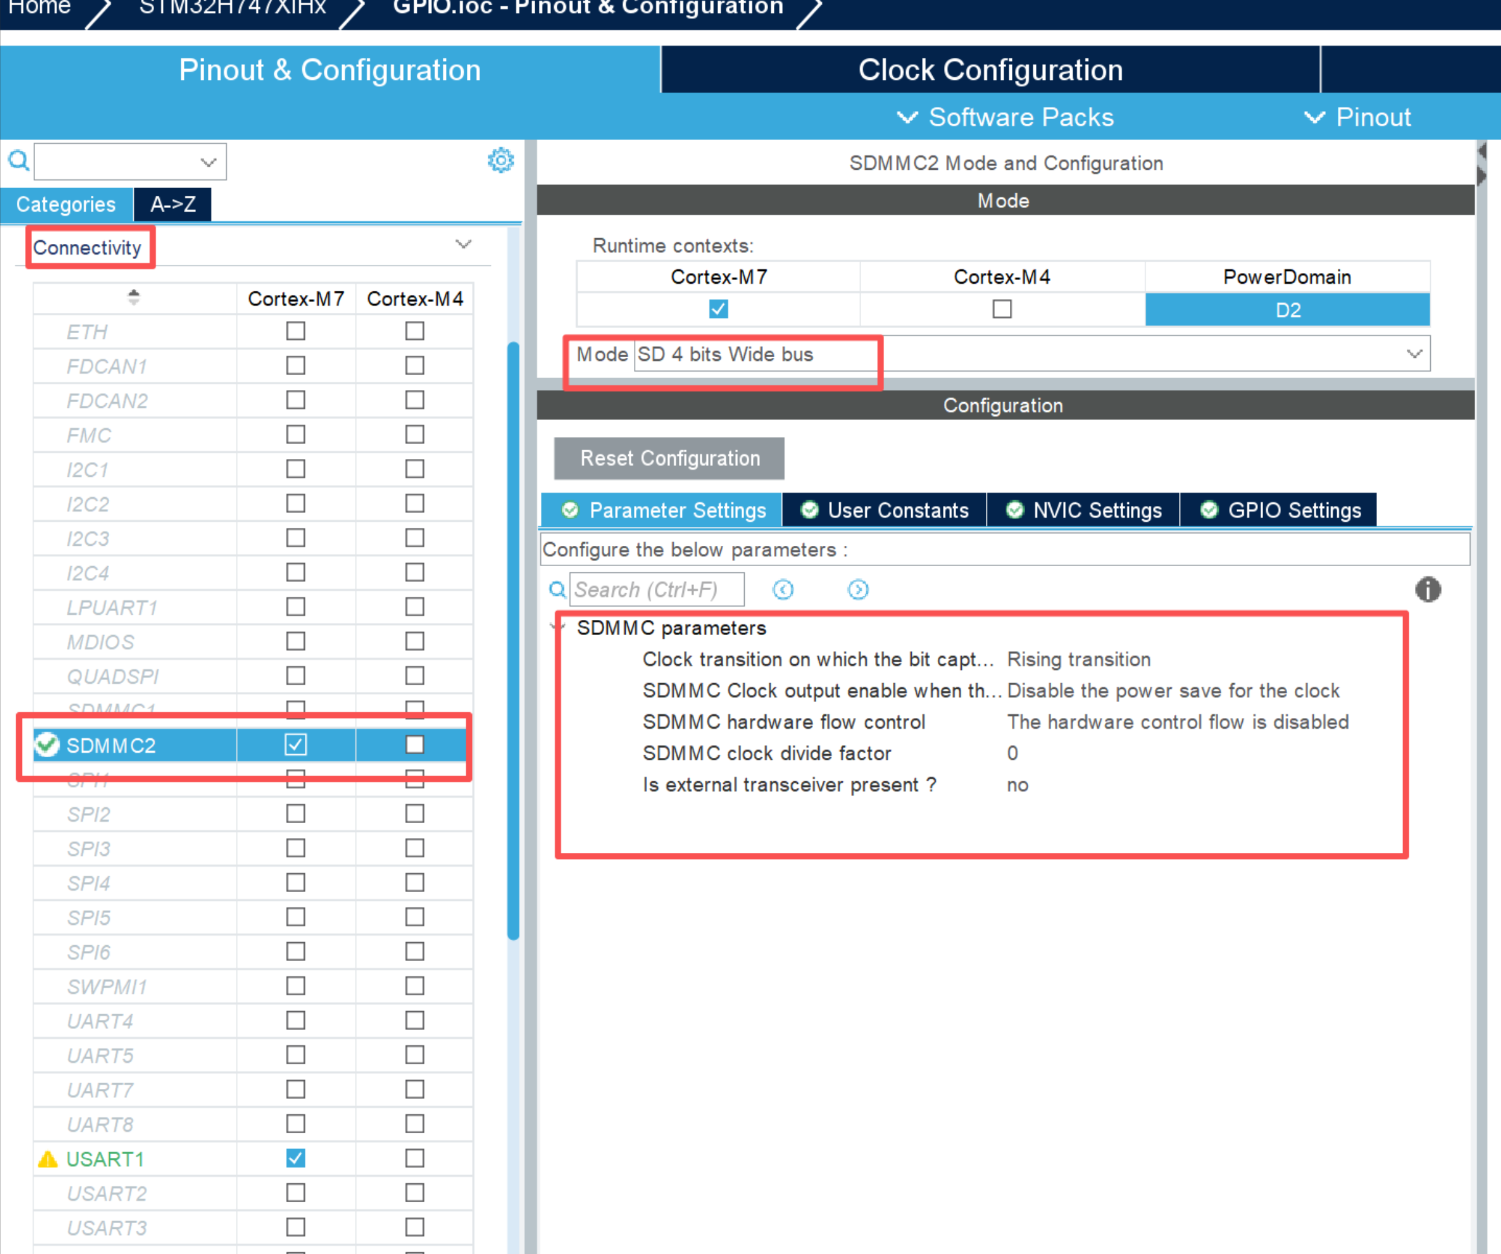 Home
STM32H747XIHx
GPIO.ioc - Pinout & Configuration
Pinout & Configuration
Clock Configuration
Software Packs
Pinout
Categories
A->Z
Connectivity
Cortex-M7 Cortex-M4
ETH
FDCAN1
FDCAN2
FMC
I2C1
I2C2
I2C3
I2C4
LPUART1
MDIOS
QUADSPI
SDMMC1
SDMMC2
SPI1
SPI2
SPI3
SPI4
SPI5
SPI6
SWPMI1
UART4
UART5
UART7
UART8
USART1
USART2
USART3
SDMMC2 Mode and Configuration
Mode
Runtime contexts:
Cortex-M7 Cortex-M4 PowerDomain
D2
Mode SD 4 bits Wide bus
Configuration
Reset Configuration
Parameter Settings
User Constants
NVIC Settings
GPIO Settings
Configure the below parameters :
Search (Ctrl+F)
SDMMC parameters
Clock transition on which the bit capt... Rising transition
SDMMC Clock output enable when th... Disable the power save for the clock
SDMMC hardware flow control The hardware control flow is disabled
SDMMC clock divide factor 0
Is external transceiver present ? no